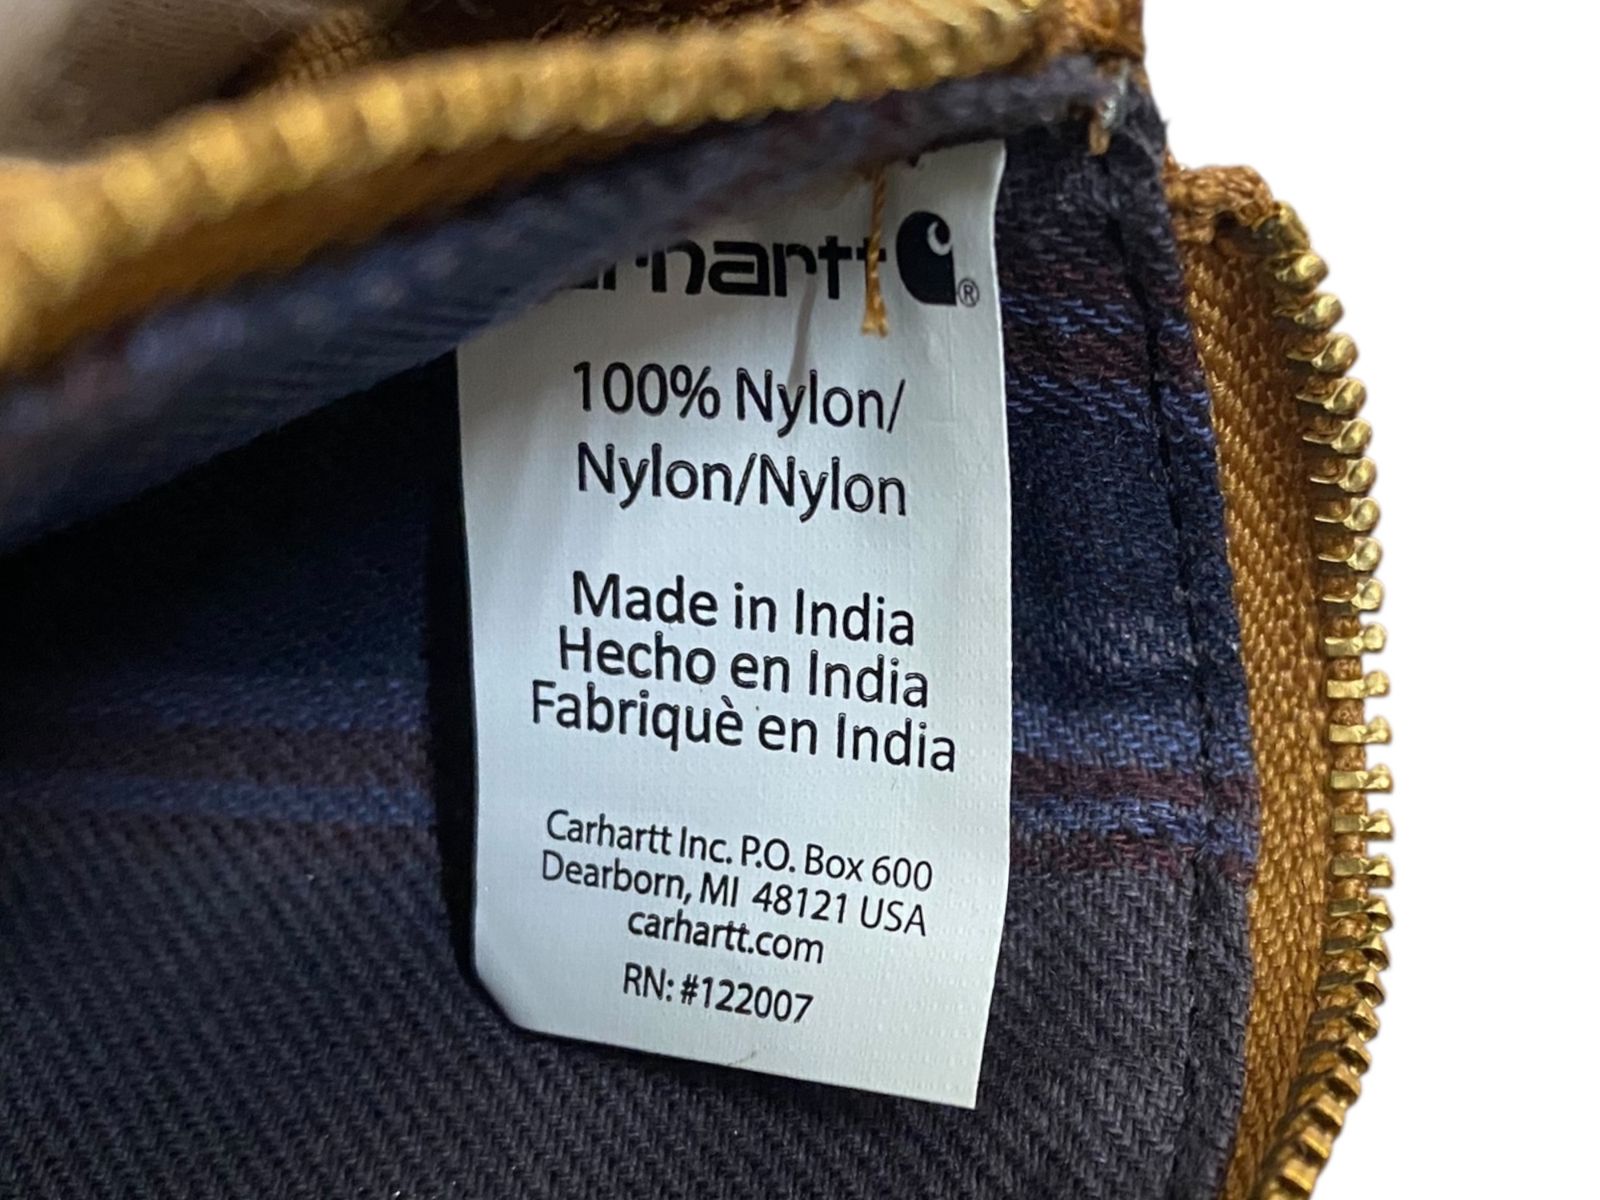 carhartt
®
100% Nylon/
Nylon/Nylon
Made in India
Hecho en India
Fabriquè en India
Carhartt Inc. P.O. Box 600
Dearborn, MI 48121 USA
carhartt.com
RN: #122007